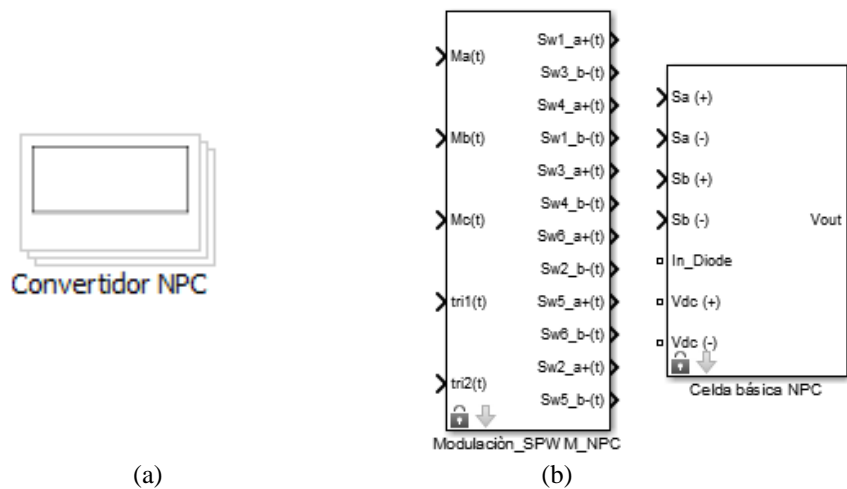 Convertidor NPC
(a)
Ma(t)
Mb(t)
Mc(t)
tri1(t)
tri2(t)
Sw1_a+(t)
Sw3_b-(t)
Sw4_a+(t)
Sw1_b-(t)
Sw3_a+(t)
Sw4_b-(t)
Sw6_a+(t)
Sw2_b-(t)
Sw5_a+(t)
Sw6_b-(t)
Sw2_a+(t)
Sw5_b-(t)
Modulaciòn_SPWM_NPC
Sa (+)
Sa (-)
Sb (+)
Sb (-)
In_Diode
Vdc (+)
Vdc (-)
Vout
Celda básica NPC
(b)